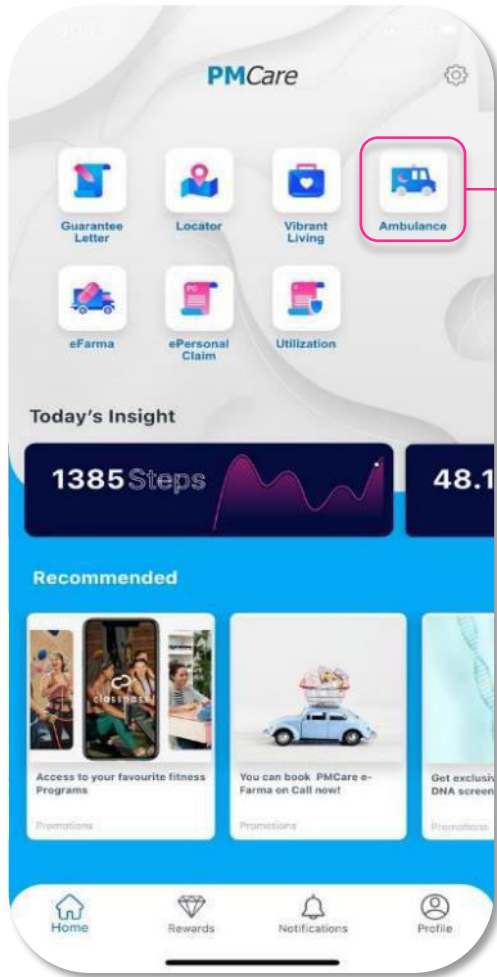 PMCare
Guarantee
Letter
Locator
Vibrant
Living
Ambulance
eFarma
ePersonal
Claim
Utilization
Today's Insight
1385 Steps
48.1
Recommended
classpass
Access to your favourite fitness
Programs
Promotions
You can book PMCare e-
Farma on Call now!
Promotions
Get exclusiv
DNA screen
Promotions
Home
Rewards
Notifications
Profile